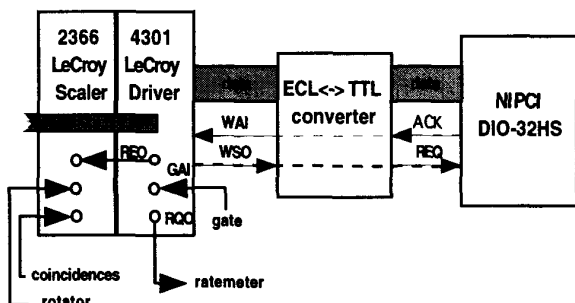 2366
LeCroy
Scaler
4301
LeCroy
Driver
ECL<->TTL
converter
NIPCI
DIO-32HS
WAI
ACK
REO
GAI
WSO
REQ
RQO
gate
coincidences
ratemeter
rotator